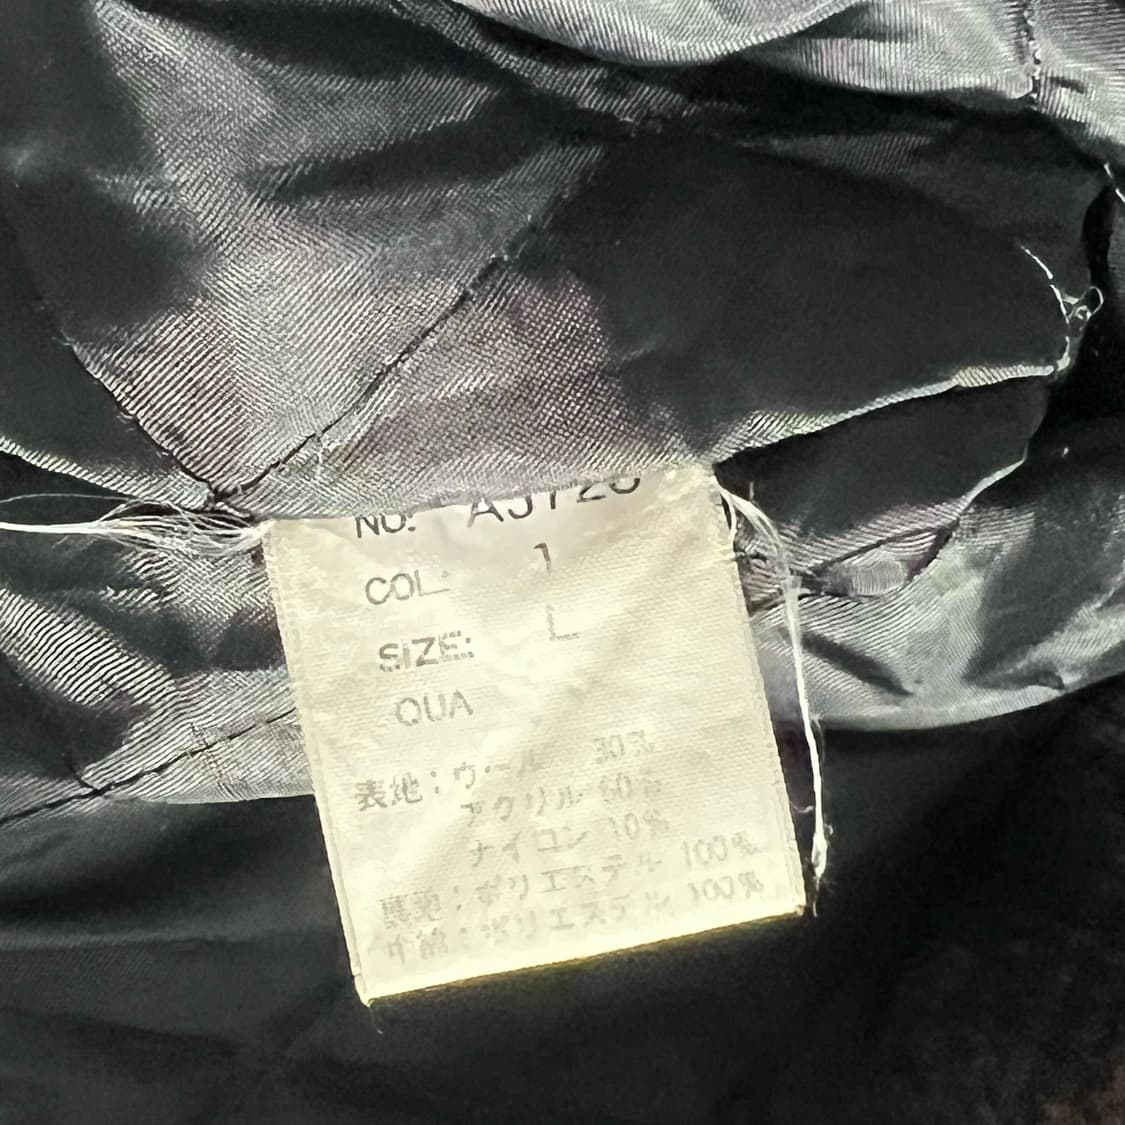 NO. A5726
COL: 1
SIZE: L
QUA
表地:ウール 30%
アクリル 60%
ナイロン 10%
裏地:ポリエステル 100%
中綿:ポリエステル 100%